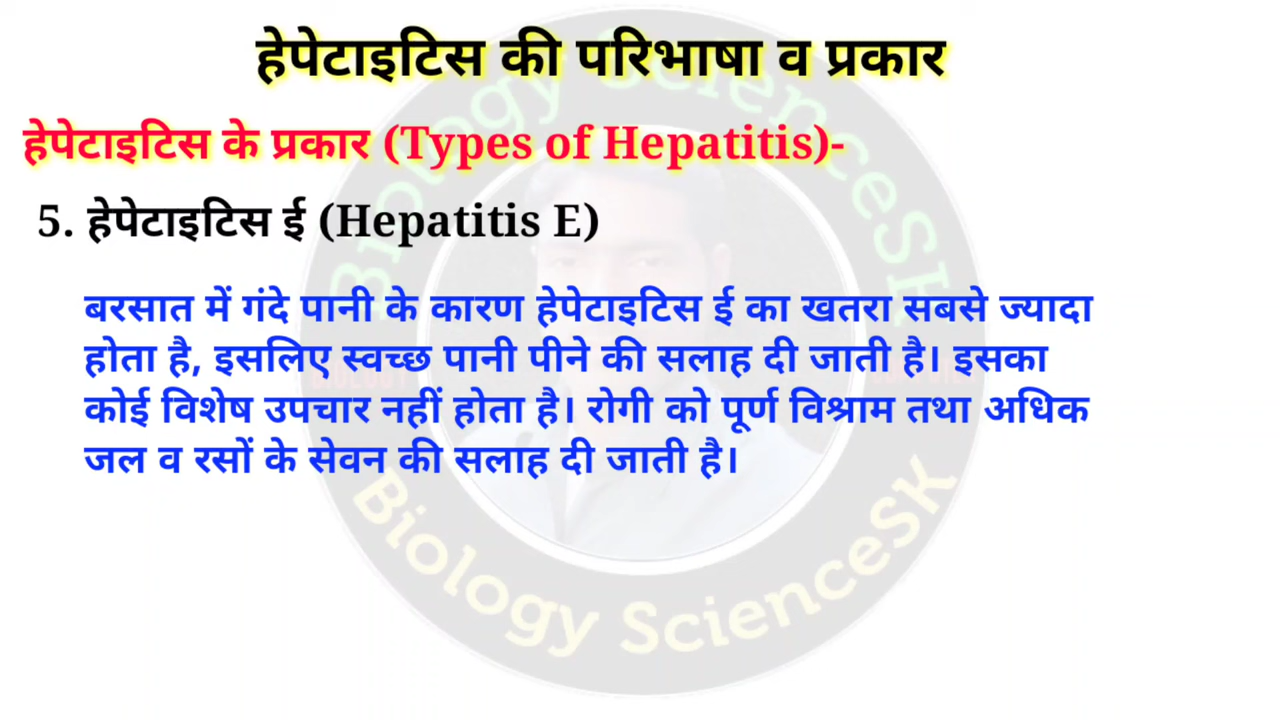 हेपेटाइटिस की परिभाषा व प्रकार
हेपेटाइटिस के प्रकार (Types of Hepatitis)-
5. हेपेटाइटिस ई (Hepatitis E)
बरसात में गंदे पानी के कारण हेपेटाइटिस ई का खतरा सबसे ज्यादा
होता है, इसलिए स्वच्छ पानी पीने की सलाह दी जाती है। इसका
कोई विशेष उपचार नहीं होता है। रोगी को पूर्ण विश्राम तथा अधिक
जल व रसों के सेवन की सलाह दी जाती है।
Biology ScienceSK
Biology ScienceSK